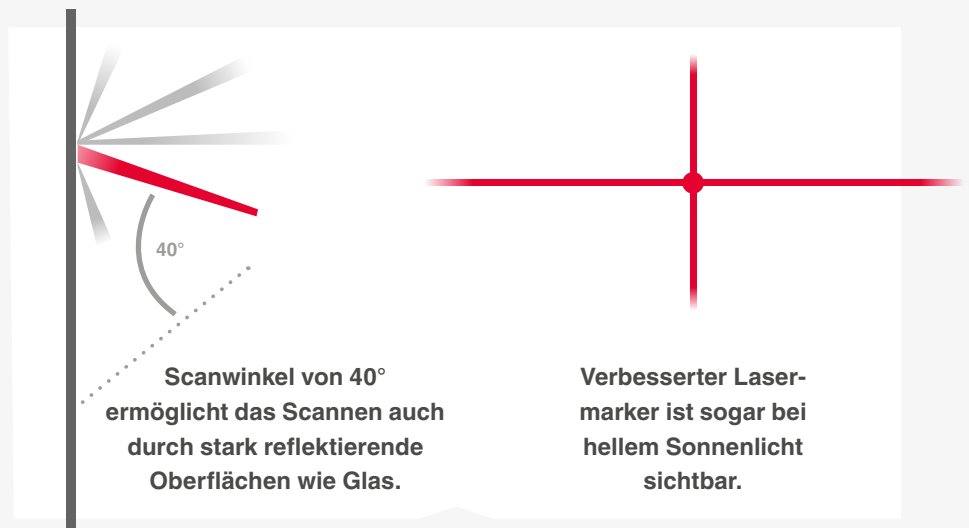 40°
Scanwinkel von 40°
ermöglicht das Scannen auch
durch stark reflektierende
Oberflächen wie Glas.
Verbesserter Laser-
marker ist sogar bei
hellem Sonnenlicht
sichtbar.